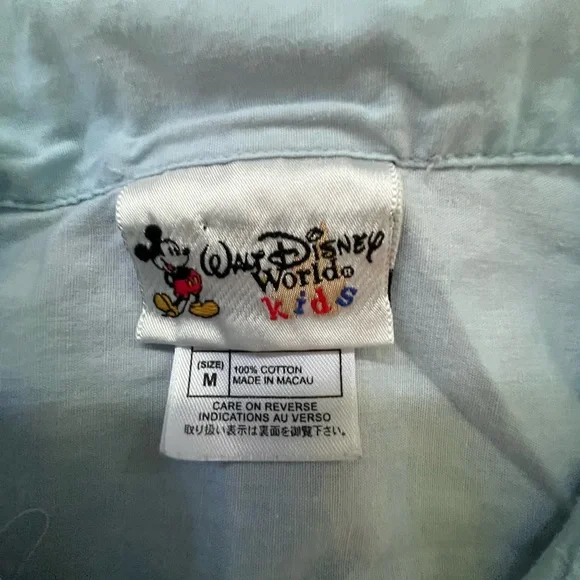 WALT DISNEY
World®
kids
(SIZE)
M
100% COTTON
MADE IN MACAU
CARE ON REVERSE
INDICATIONS AU VERSO
取り扱い表示は裏面を御覧下さい。